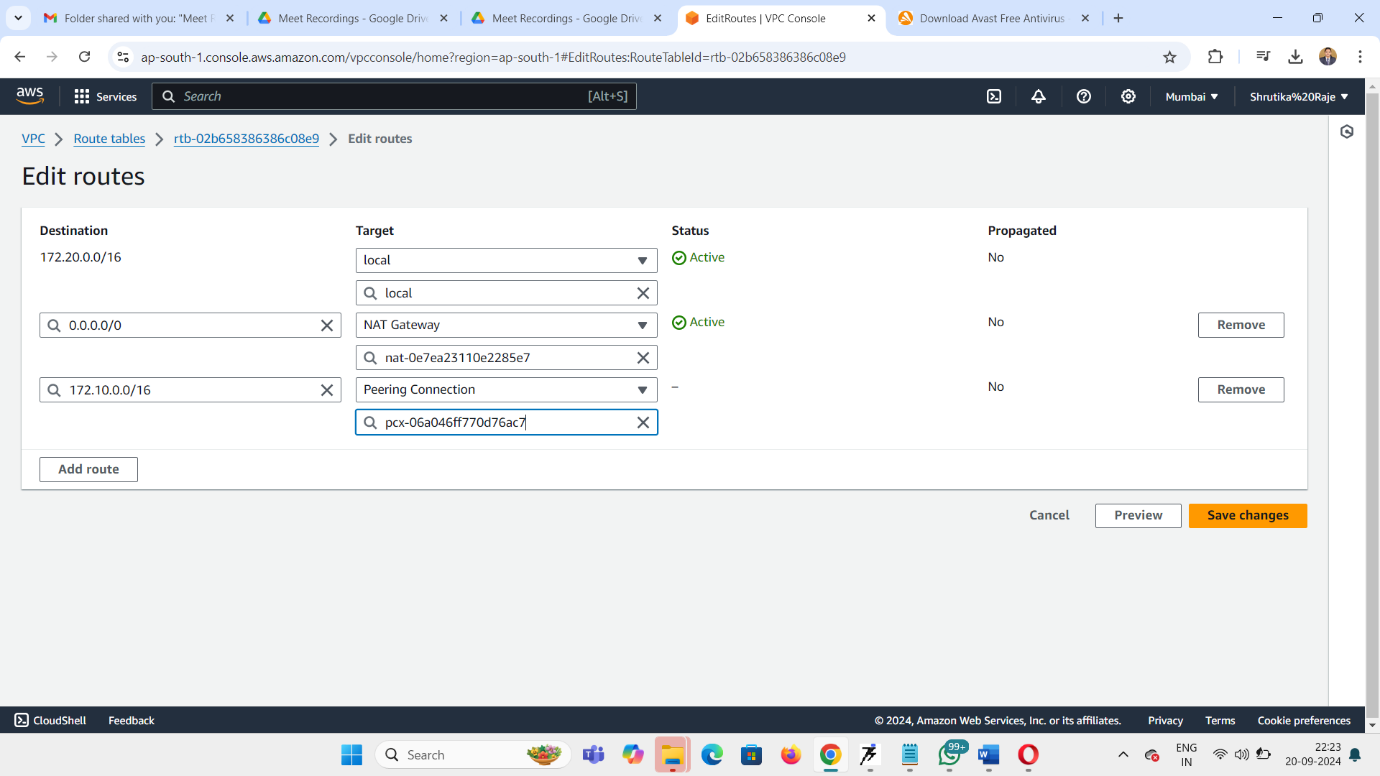 Folder shared with you: "Meet R
Meet Recordings - Google Drive
Meet Recordings - Google Drive
EditRoutes | VPC Console
Download Avast Free Antivirus
ap-south-1.console.aws.amazon.com/vpcconsole/home?region=ap-south-1#EditRoutes:RouteTableId=rtb-02b658386386c08e9
aws
Services
Search
[Alt+S]
Mumbai
Shrutika%20Raje
VPC
Route tables
rtb-02b658386386c08e9
Edit routes
Edit routes
Destination
Target
Status
Propagated
172.20.0.0/16
local
Active
No
local
0.0.0.0/0
NAT Gateway
Active
No
Remove
nat-0e7ea23110e2285e7
172.10.0.0/16
Peering Connection
–
No
Remove
pcx-06a046ff770d76ac7
Add route
Cancel
Preview
Save changes
CloudShell
Feedback
© 2024, Amazon Web Services, Inc. or its affiliates.
Privacy
Terms
Cookie preferences
Search
99+
ENG
IN
22:23
20-09-2024